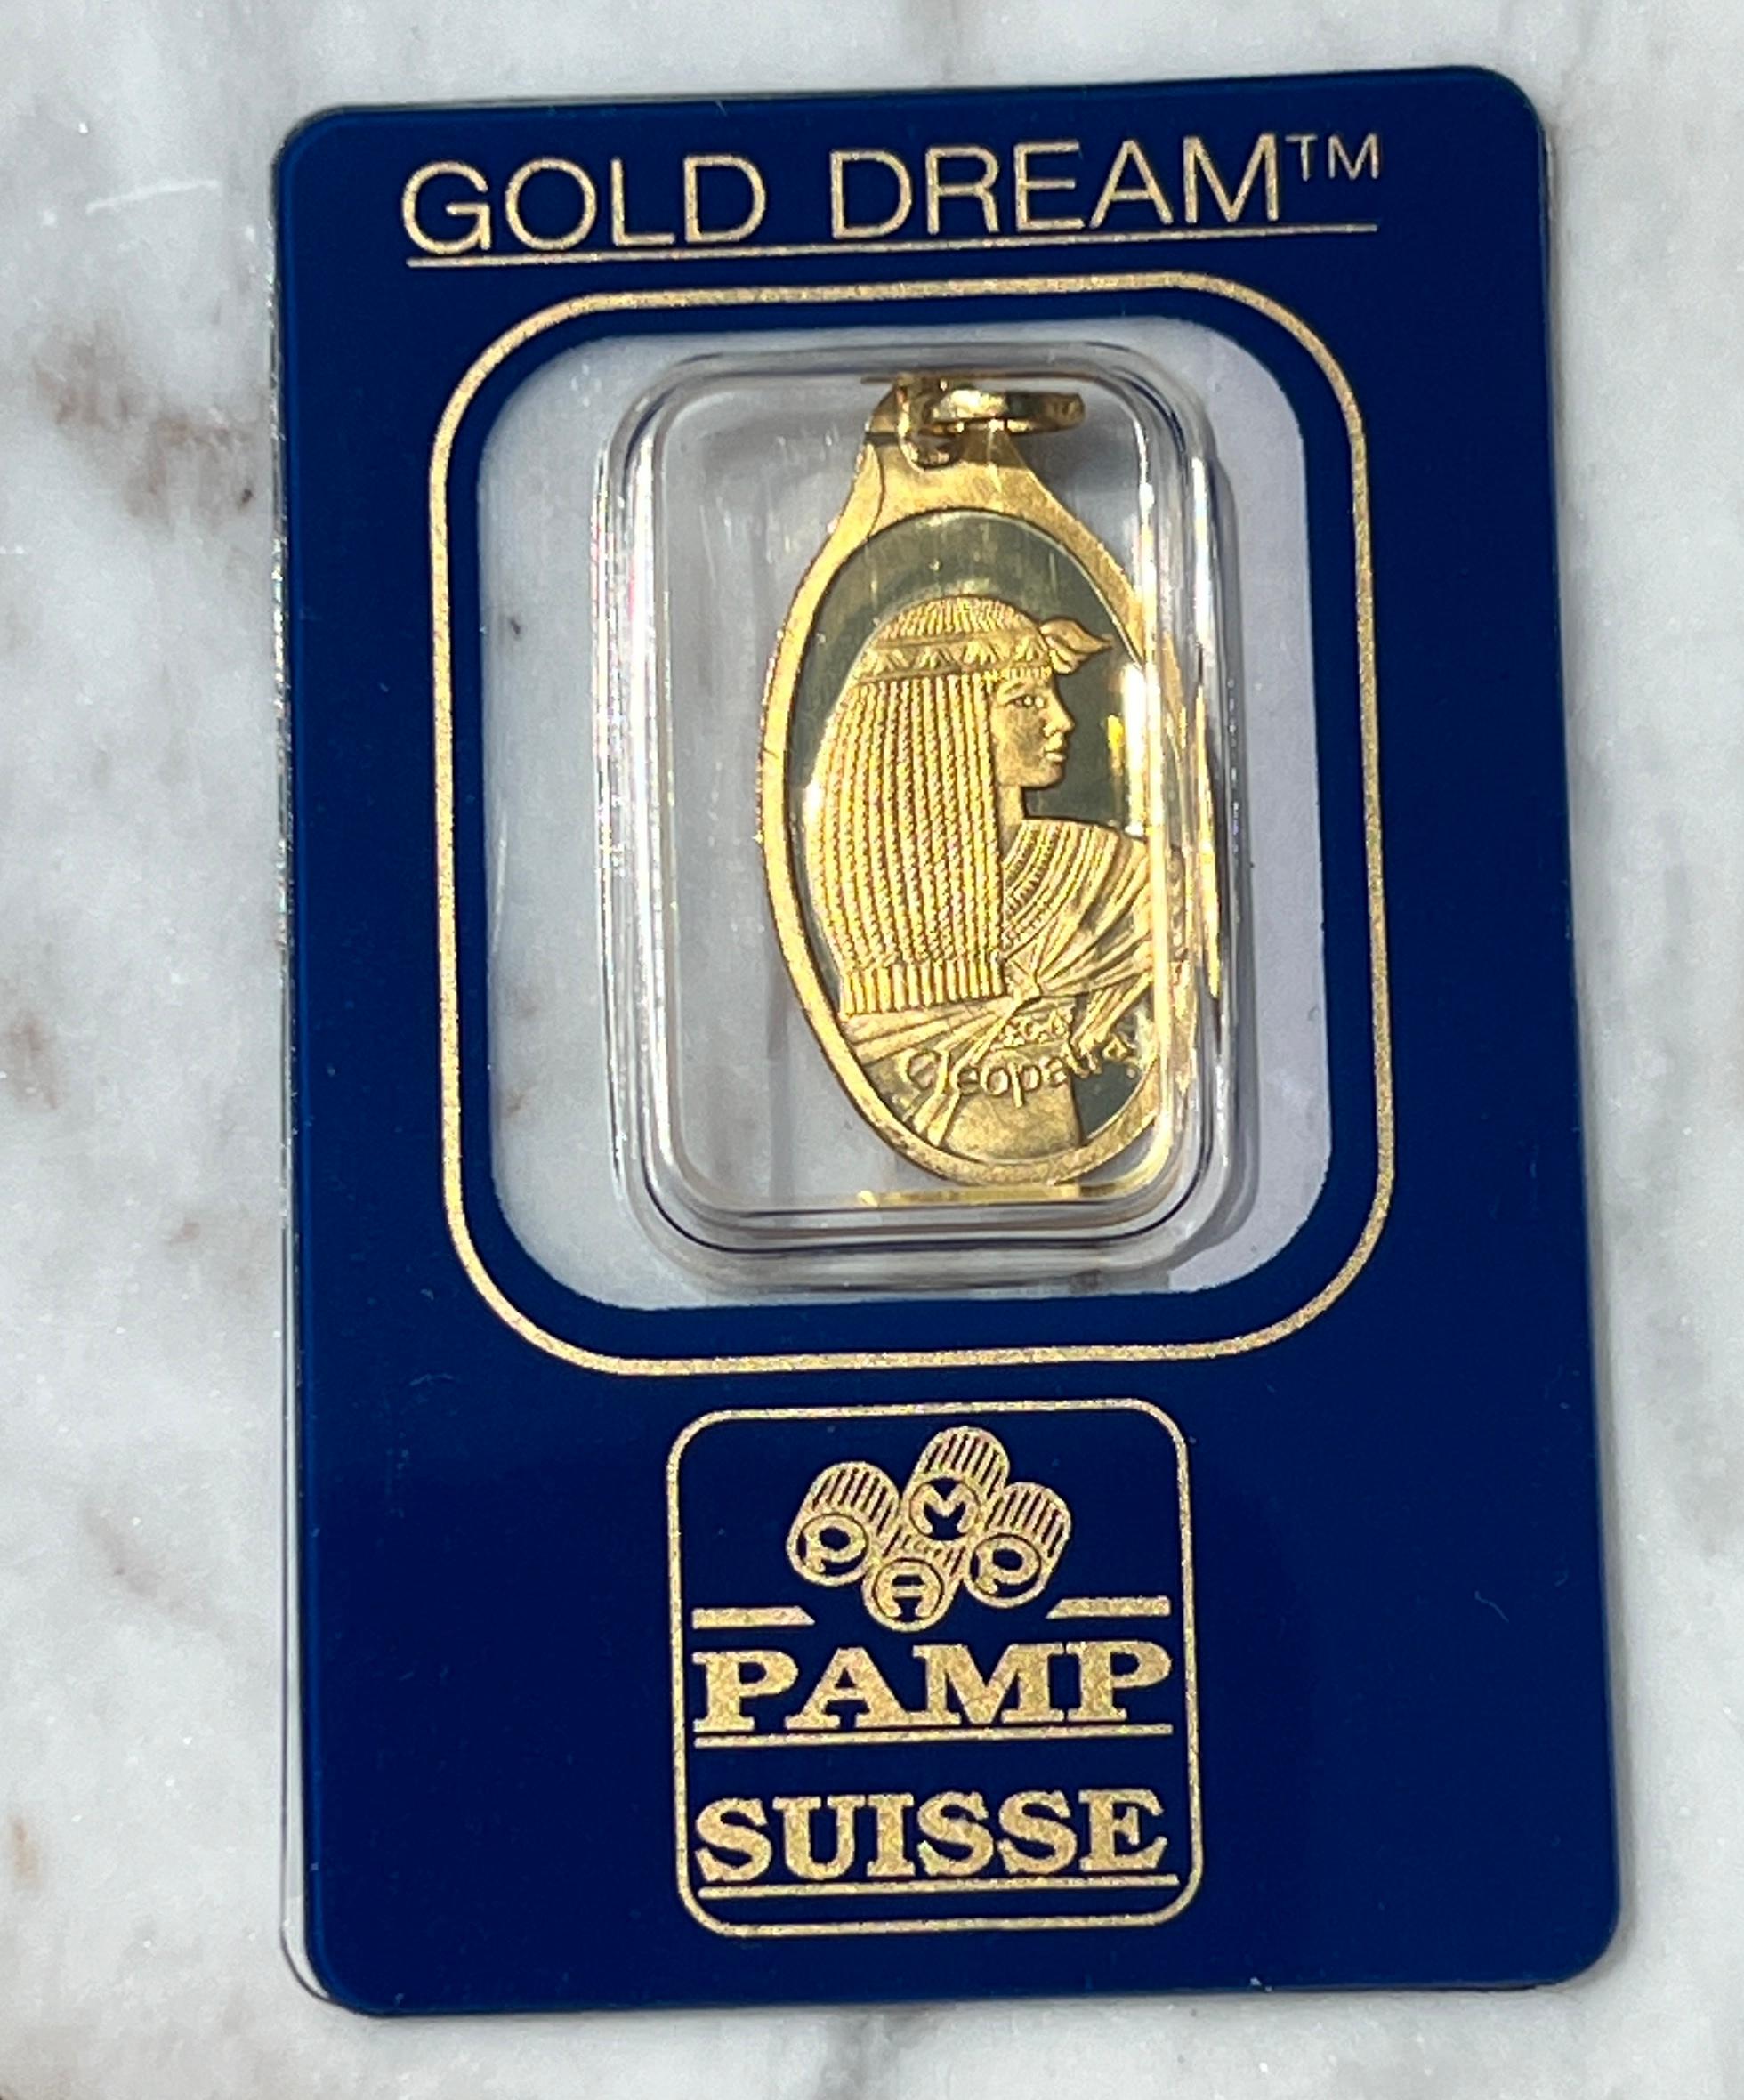 GOLD DREAM™
Cleopatra
P A M P
PAMP
SUISSE